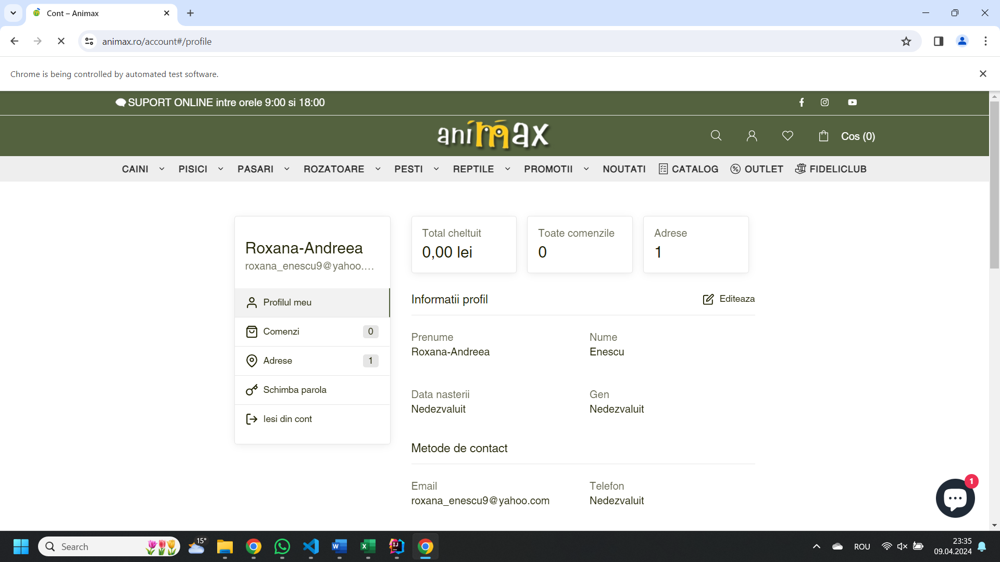 Cont – Animax
animax.ro/account#/profile
Chrome is being controlled by automated test software.
SUPORT ONLINE intre orele 9:00 si 18:00
animax
Cos (0)
CAINI PISICI PASARI ROZATOARE PESTI REPTILE PROMOTII NOUTATI CATALOG OUTLET FIDELICLUB
Roxana-Andreea
roxana_enescu9@yahoo....
Profilul meu
Comenzi 0
Adrese 1
Schimba parola
Iesi din cont
Total cheltuit
0,00 lei
Toate comenzile
0
Adrese
1
Informatii profil
Editeaza
Prenume
Roxana-Andreea
Nume
Enescu
Data nasterii
Nedezvaluit
Gen
Nedezvaluit
Metode de contact
Email
roxana_enescu9@yahoo.com
Telefon
Nedezvaluit
1
Search
15°
W
X
IJ
ROU
23:35
09.04.2024